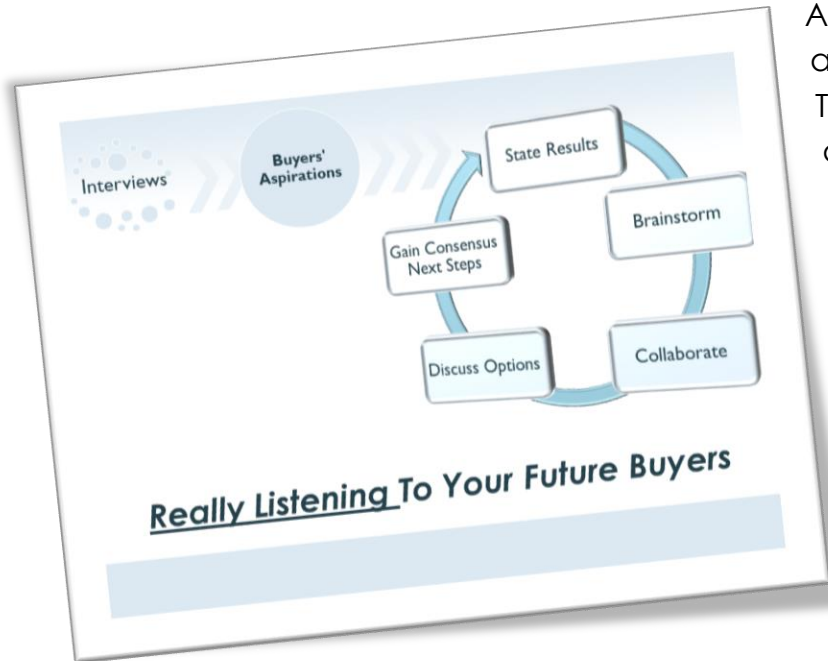 Interviews
Buyers'
Aspirations
State Results
Brainstorm
Collaborate
Discuss Options
Gain Consensus
Next Steps
Really Listening To Your Future Buyers